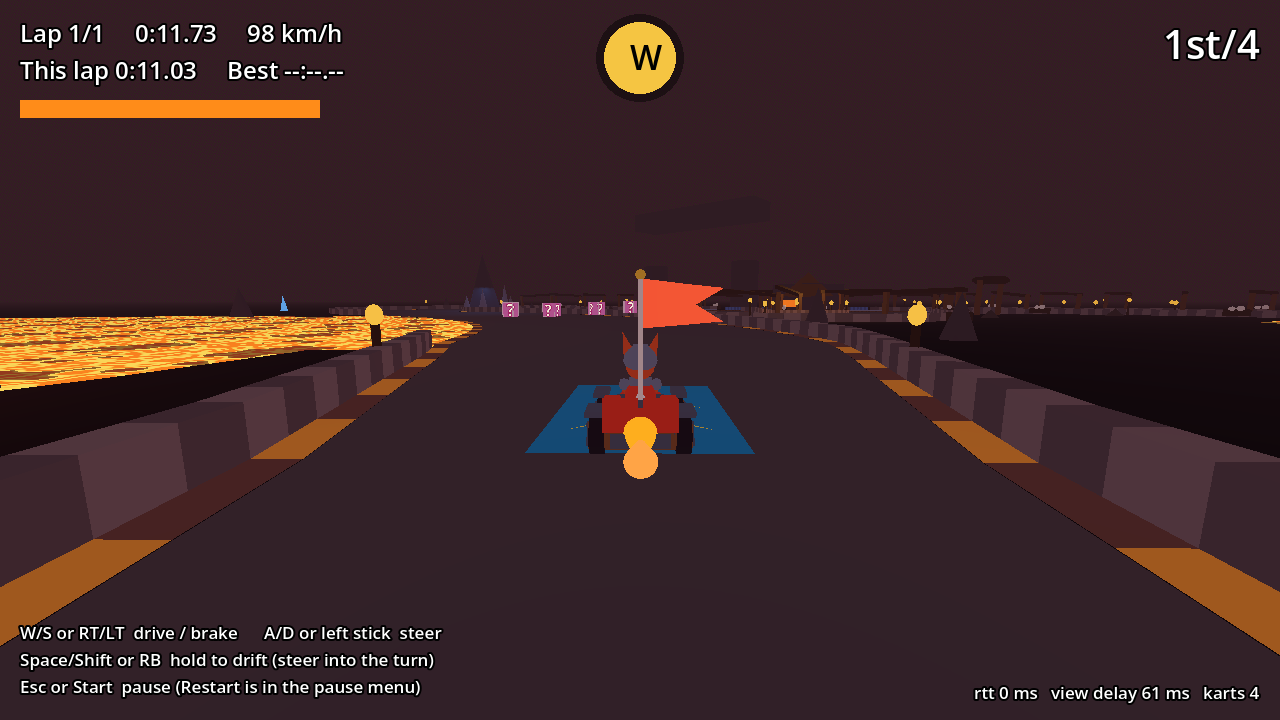 Lap 1/1 0:11.73 98 km/h
This lap 0:11.03 Best --:--.--
W
1st/4
? ? ? ? ? ?
W/S or RT/LT drive / brake A/D or left stick steer
Space/Shift or RB hold to drift (steer into the turn)
Esc or Start pause (Restart is in the pause menu)
rtt 0 ms view delay 61 ms karts 4